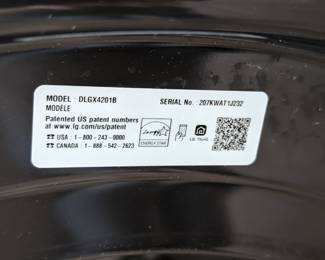 MODEL : DLGX4201B SERIAL No. : 207KWAT1J232
MODÈLE
Patented US patent numbers
at www.lg.com/us/patent
USA : 1-800-243-0000
CANADA : 1-888-542-2623
ENERGY STAR
LG ThinQ